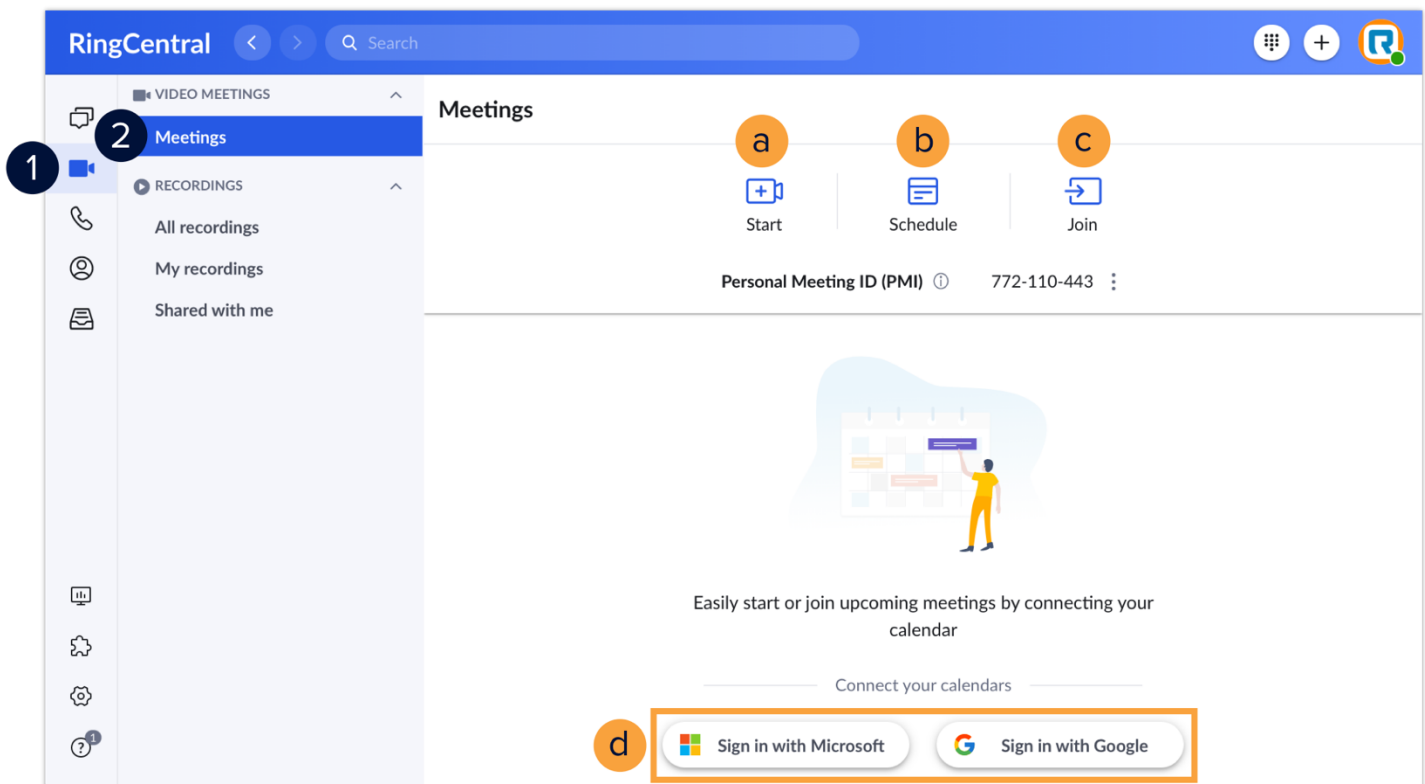 RingCentral
Search
VIDEO MEETINGS
Meetings
RECORDINGS
All recordings
My recordings
Shared with me
1
2
1
Meetings
a
b
c
Start
Schedule
Join
Personal Meeting ID (PMI)
772-110-443
Easily start or join upcoming meetings by connecting your
calendar
Connect your calendars
d
Sign in with Microsoft
Sign in with Google